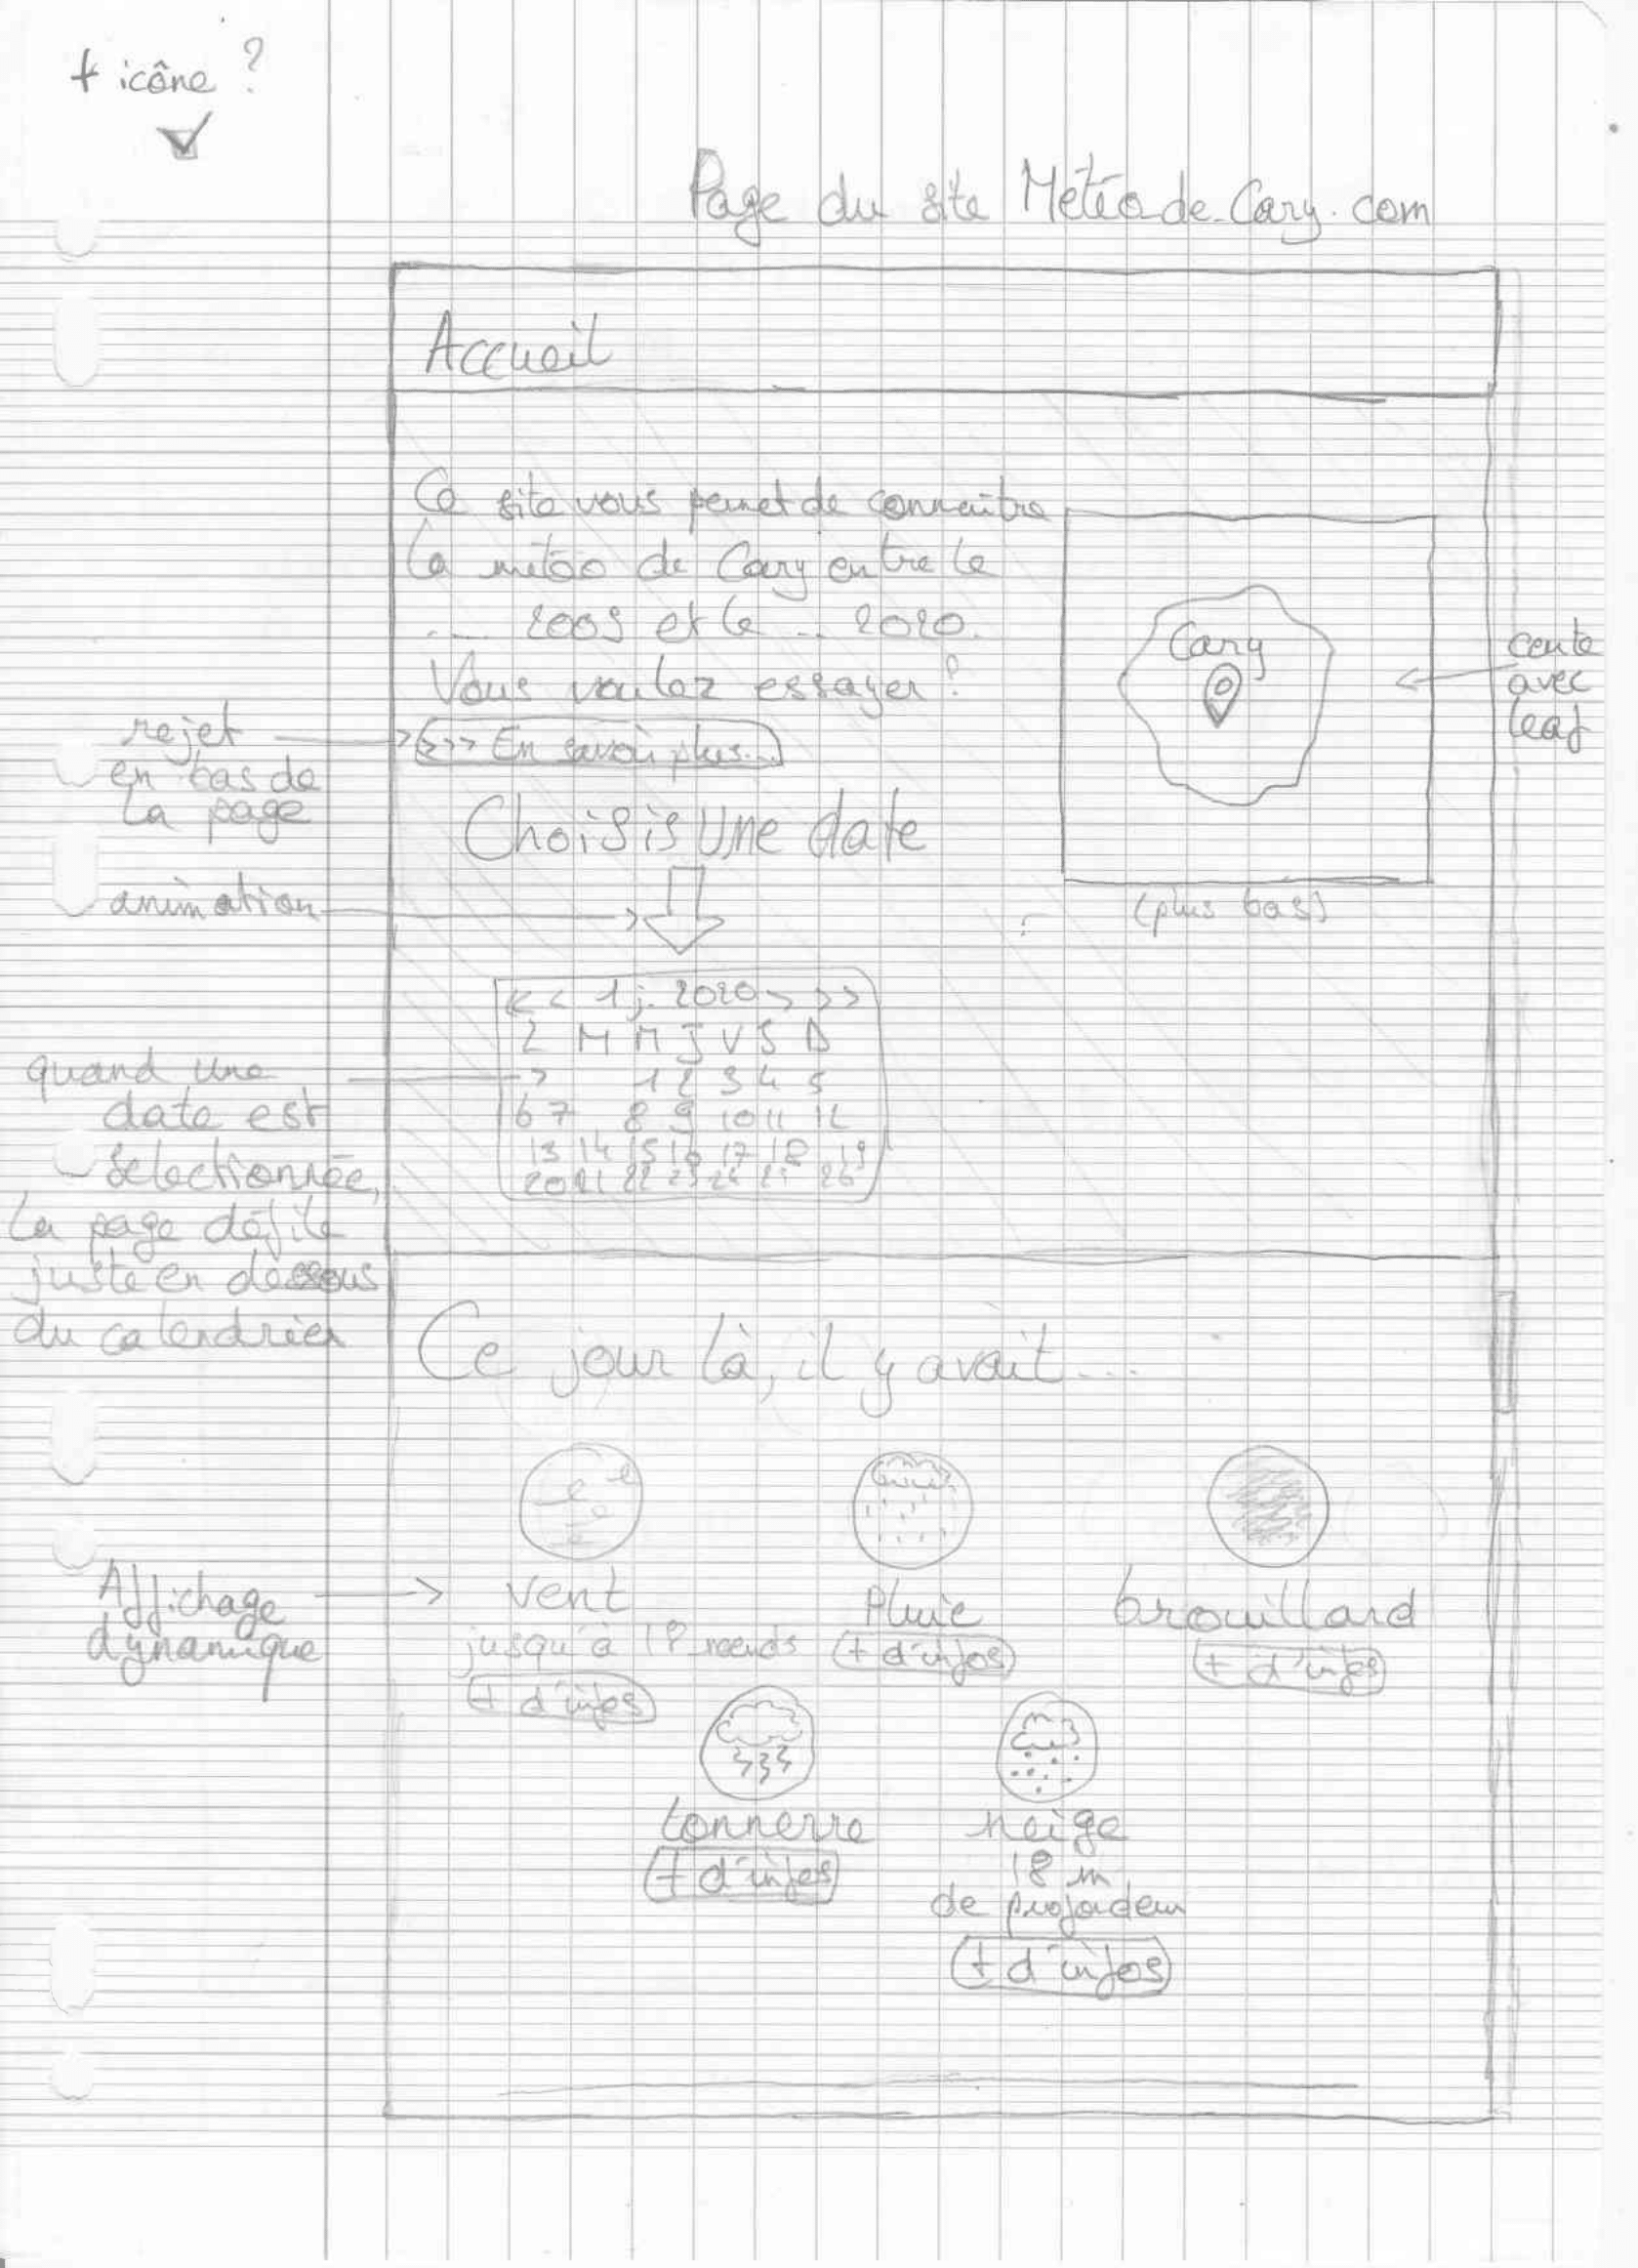 + icône ?
Page du site Météo-de-Cary.com
Accueil
Ce site vous permet de connaître
la météo de Cary entre le
... 2009 et le ... 2020.
Vous voulez essayer ?
>>> En savoir plus...
Choisis une date
Cary
(plus bas)
carte
avec
leaf
rejet
en bas de
la page
animation
<< < 1 j. 2020 > >>
L M M J V S D
1 2 3 4 5
6 7 8 9 10 11 12
13 14 15 16 17 18 19
20 21 22 23 24 25 26
quand une
date est
sélectionnée,
la page défile
juste en dessous
du calendrier
Ce jour là, il y avait...
Affichage
dynamique
vent
jusqu'à noeuds
+ d'infos
Pluie
+ d'infos
brouillard
+ d'infos
tonnerre
+ d'infos
neige
18 m
de profondeur
+ d'infos